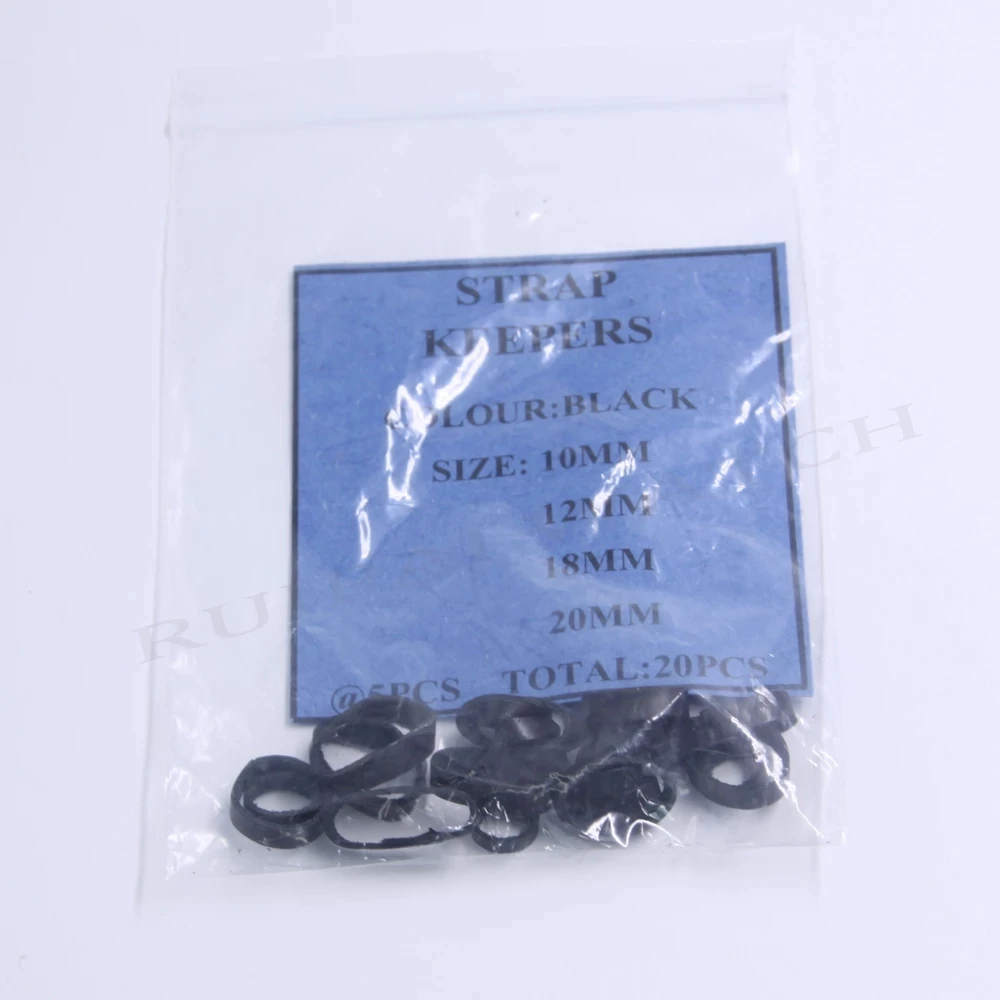 STRAP
KEEPERS
COLOUR:BLACK
SIZE: 10MM
12MM
18MM
20MM
@5PCS TOTAL:20PCS